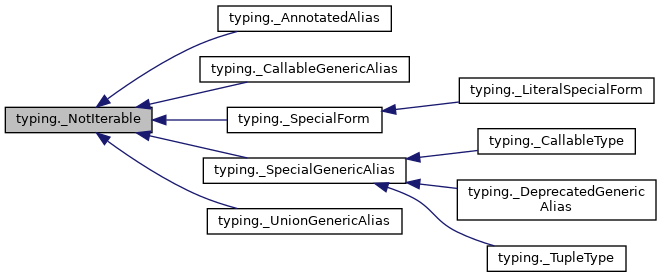 typing._AnnotatedAlias
typing._CallableGenericAlias
typing._LiteralSpecialForm
typing._NotIterable
typing._SpecialForm
typing._CallableType
typing._SpecialGenericAlias
typing._DeprecatedGeneric
Alias
typing._UnionGenericAlias
typing._TupleType